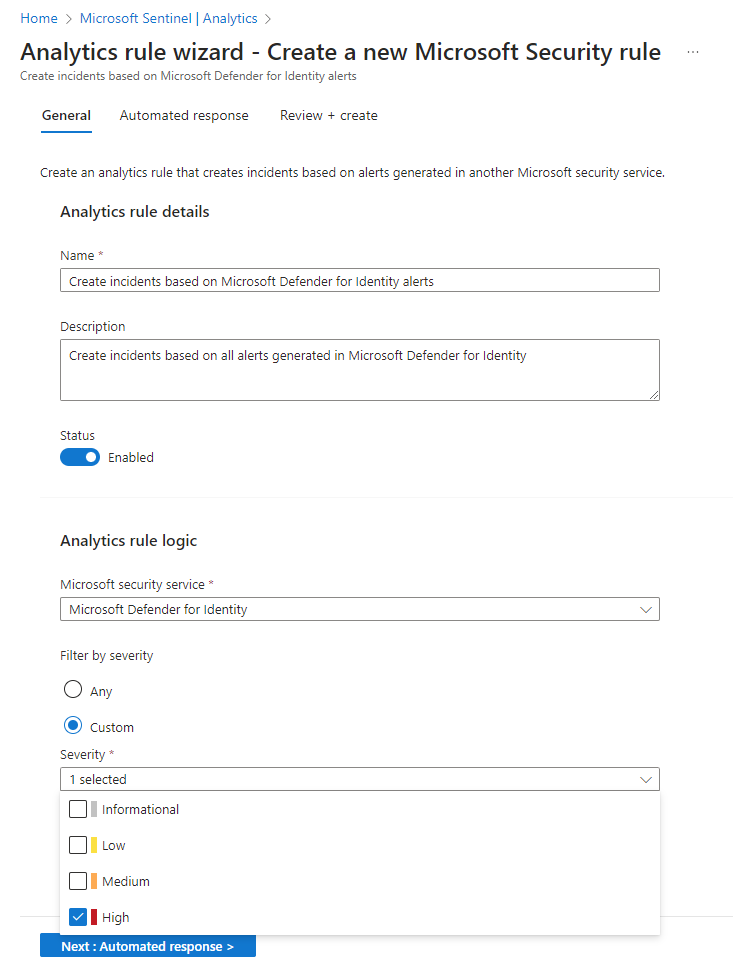 Home > Microsoft Sentinel | Analytics >
Analytics rule wizard - Create a new Microsoft Security rule ...
Create incidents based on Microsoft Defender for Identity alerts
General Automated response Review + create
Create an analytics rule that creates incidents based on alerts generated in another Microsoft security service.
Analytics rule details
Name *
Create incidents based on Microsoft Defender for Identity alerts
Description
Create incidents based on all alerts generated in Microsoft Defender for Identity
Status
Enabled
Analytics rule logic
Microsoft security service *
Microsoft Defender for Identity
Filter by severity
Any
Custom
Severity *
1 selected
Informational
Low
Medium
High
Next : Automated response >